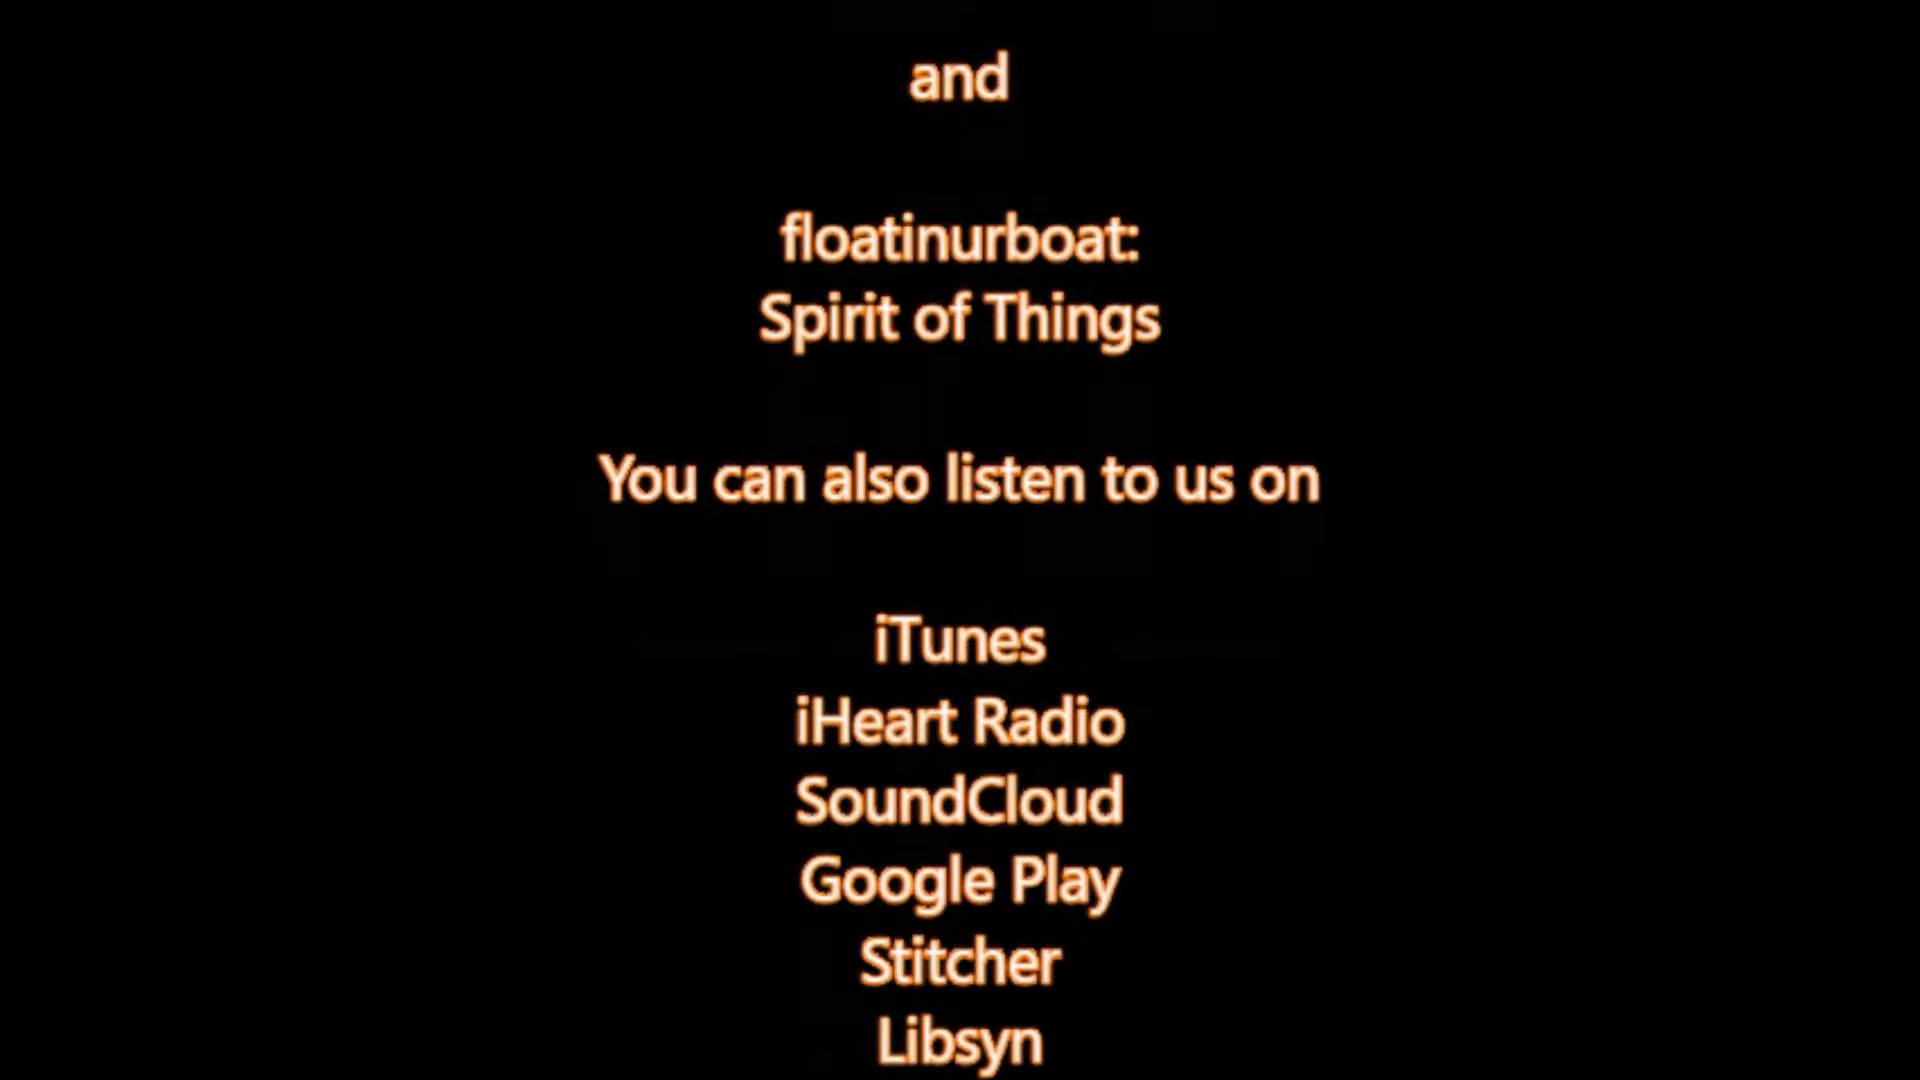 and
floatinurboat:
Spirit of Things
You can also listen to us on
iTunes
iHeart Radio
SoundCloud
Google Play
Stitcher
Libsyn